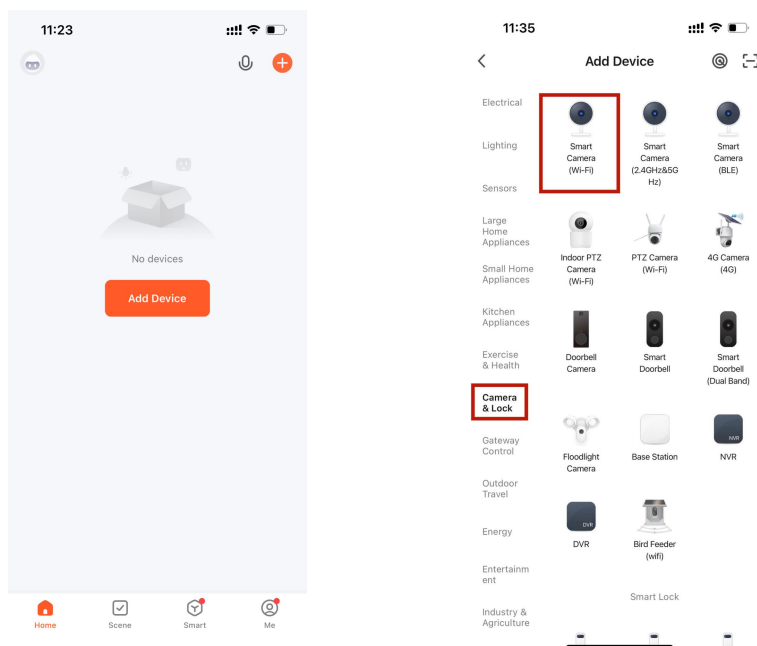 11:23
No devices
Add Device
Home
Scene
Smart
Me
11:35
Add Device
Electrical
Lighting
Sensors
Large
Home
Appliances
Small Home
Appliances
Kitchen
Appliances
Exercise
& Health
Camera
& Lock
Gateway
Control
Outdoor
Travel
Energy
Entertainm
ent
Industry &
Agriculture
Smart
Camera
(Wi-Fi)
Smart
Camera
(2.4GHz&5G
Hz)
Smart
Camera
(BLE)
Indoor PTZ
Camera
(Wi-Fi)
PTZ Camera
(Wi-Fi)
4G Camera
(4G)
Doorbell
Camera
Smart
Doorbell
Smart
Doorbell
(Dual Band)
Floodlight
Camera
Base Station
NVR
NVR
DVR
DVR
Bird Feeder
(wifi)
Smart Lock